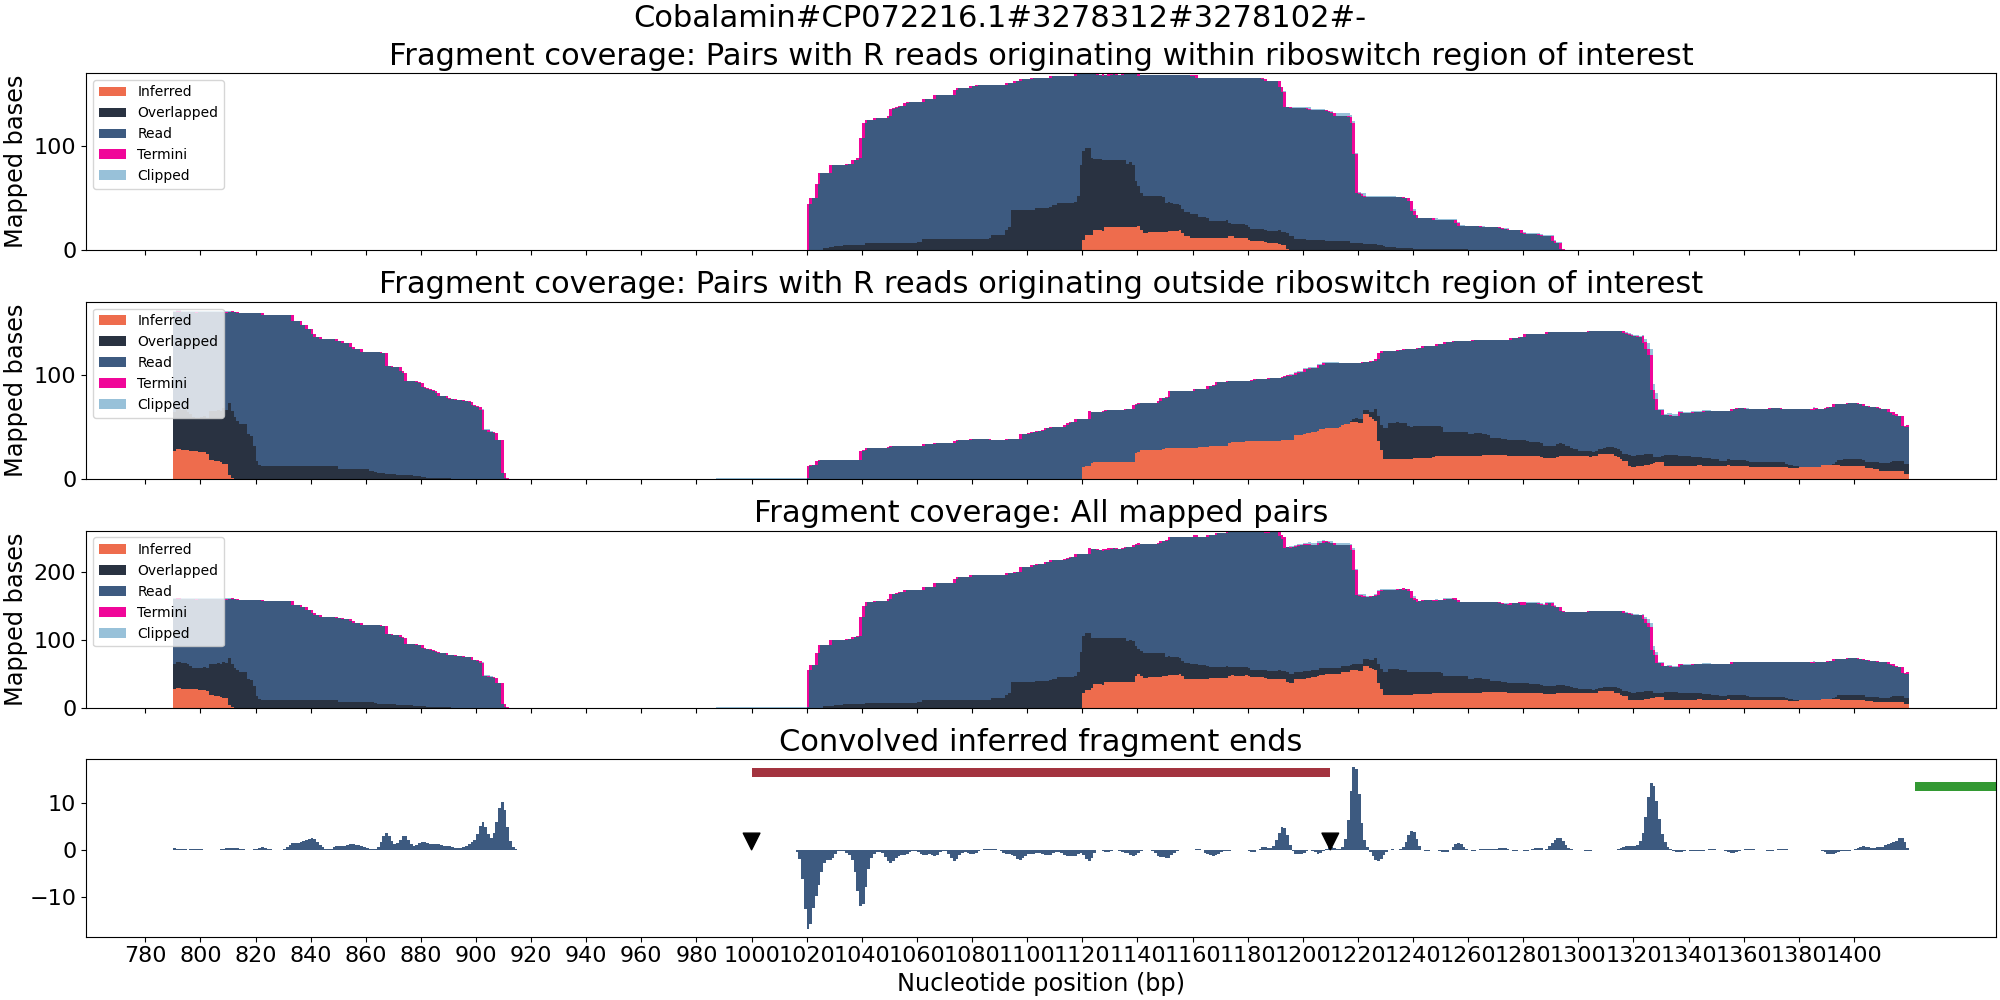 Cobalamin#CP072216.1#3278312#3278102#-
Fragment coverage: Pairs with R reads originating within riboswitch region of interest
Mapped bases
100
0
Inferred
Overlapped
Read
Termini
Clipped
Fragment coverage: Pairs with R reads originating outside riboswitch region of interest
Mapped bases
100
0
Inferred
Overlapped
Read
Termini
Clipped
Fragment coverage: All mapped pairs
Mapped bases
200
100
0
Inferred
Overlapped
Read
Termini
Clipped
Convolved inferred fragment ends
10
0
−10
780 800 820 840 860 880 900 920 940 960 980 1000 1020 1040 1060 1080 1100 1120 1140 1160 1180 1200 1220 1240 1260 1280 1300 1320 1340 1360 1380 1400
Nucleotide position (bp)